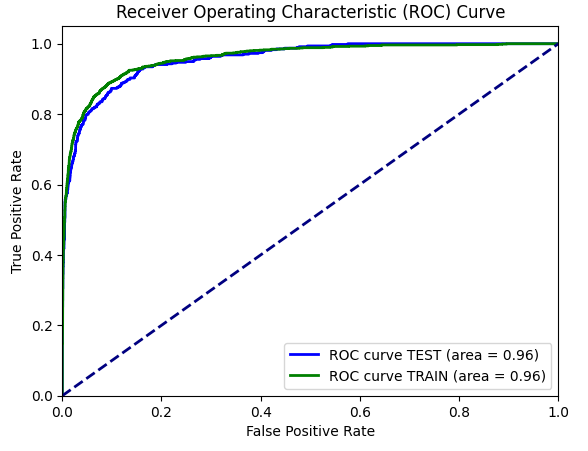 Receiver Operating Characteristic (ROC) Curve
1.0
0.8
0.6
0.4
0.2
0.0
True Positive Rate
ROC curve TEST (area = 0.96)
ROC curve TRAIN (area = 0.96)
0.0 0.2 0.4 0.6 0.8 1.0
False Positive Rate